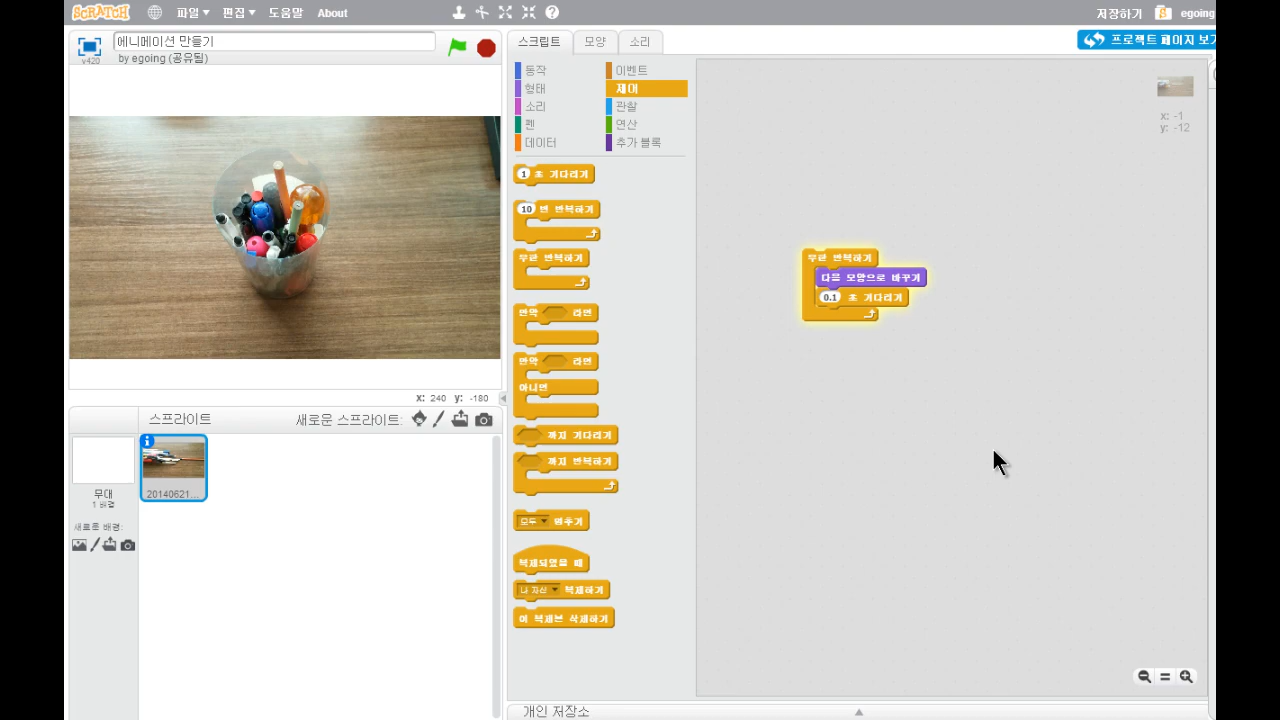 SCRATCH 파일 ▼ 편집 ▼ 도움말 About 저장하기 egoing
v420
에니메이션 만들기
by egoing (공유됨)
스크립트 모양 소리
프로젝트 페이지 보기
동작 이벤트
형태 제어
소리 관찰
펜 연산
데이터 추가 블록
x: -1
y: -12
1 초 기다리기
10 번 반복하기
무한 반복하기
만약 라면
만약 라면
아니면
까지 기다리기
까지 반복하기
모두 ▼ 멈추기
복제되었을 때
나 자신 ▼ 복제하기
이 복제본 삭제하기
무한 반복하기
다음 모양으로 바꾸기
0.1 초 기다리기
x: 240 y: -180
스프라이트 새로운 스프라이트:
무대
1 배경
새로운 배경:
20140621...
개인 저장소